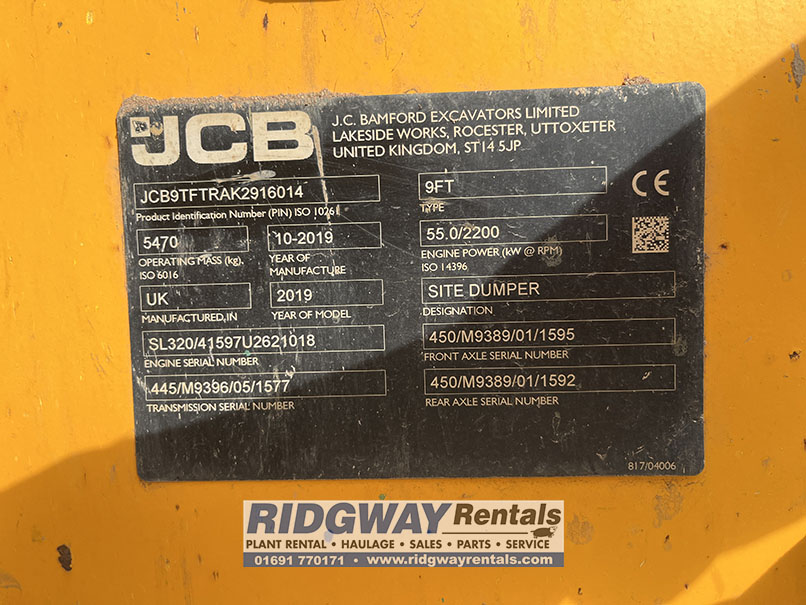 JCB
J.C. BAMFORD EXCAVATORS LIMITED
LAKESIDE WORKS, ROCESTER, UTTOXETER
UNITED KINGDOM, ST14 5JP
JCB9TFTRAK2916014
Product Identification Number (PIN) ISO 10261
9FT
TYPE
CE
5470
OPERATING MASS (kg)
ISO 6016
10-2019
YEAR OF
MANUFACTURE
55.0/2200
ENGINE POWER (kW @ RPM)
ISO 14396
UK
MANUFACTURED IN
2019
YEAR OF MODEL
SITE DUMPER
DESIGNATION
SL320/41597U2621018
ENGINE SERIAL NUMBER
450/M9389/01/1595
FRONT AXLE SERIAL NUMBER
445/M9396/05/1577
TRANSMISSION SERIAL NUMBER
450/M9389/01/1592
REAR AXLE SERIAL NUMBER
817/04006
RIDGWAY Rentals
PLANT RENTAL • HAULAGE • SALES • PARTS • SERVICE
01691 770171 • www.ridgwayrentals.com